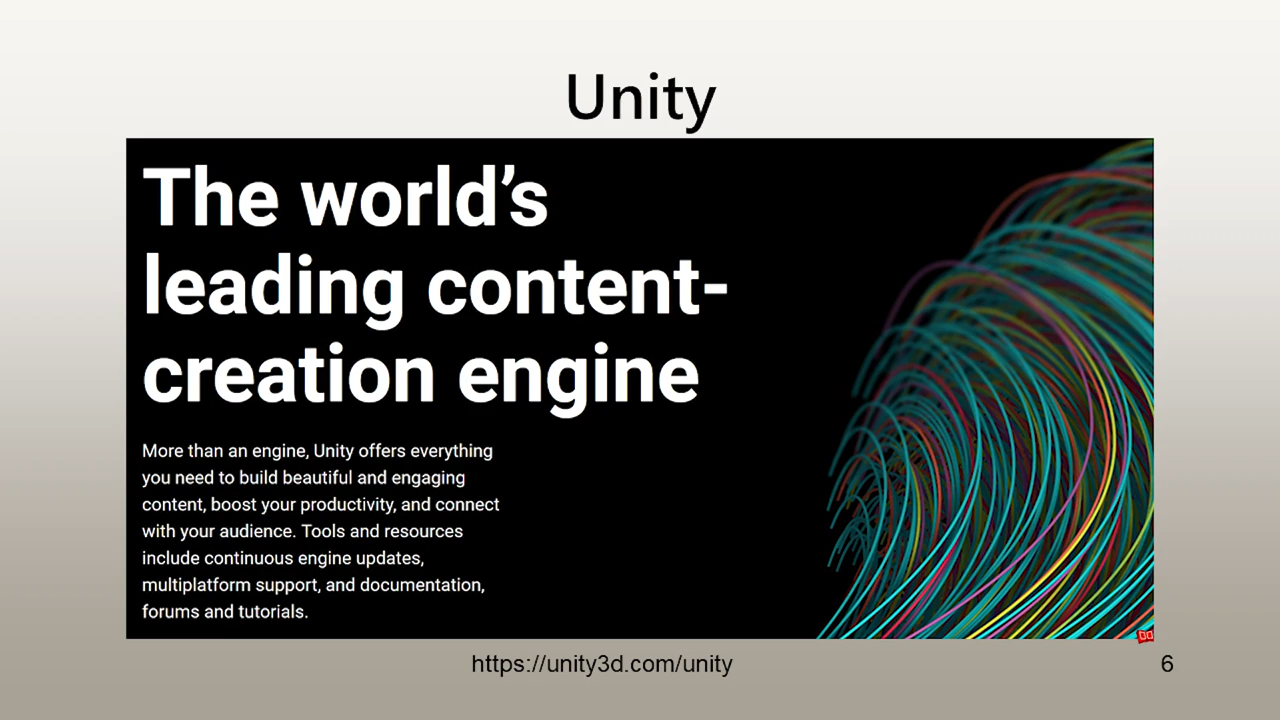 Unity
The world’s
leading content-
creation engine
More than an engine, Unity offers everything
you need to build beautiful and engaging
content, boost your productivity, and connect
with your audience. Tools and resources
include continuous engine updates,
multiplatform support, and documentation,
forums and tutorials.
https://unity3d.com/unity
6